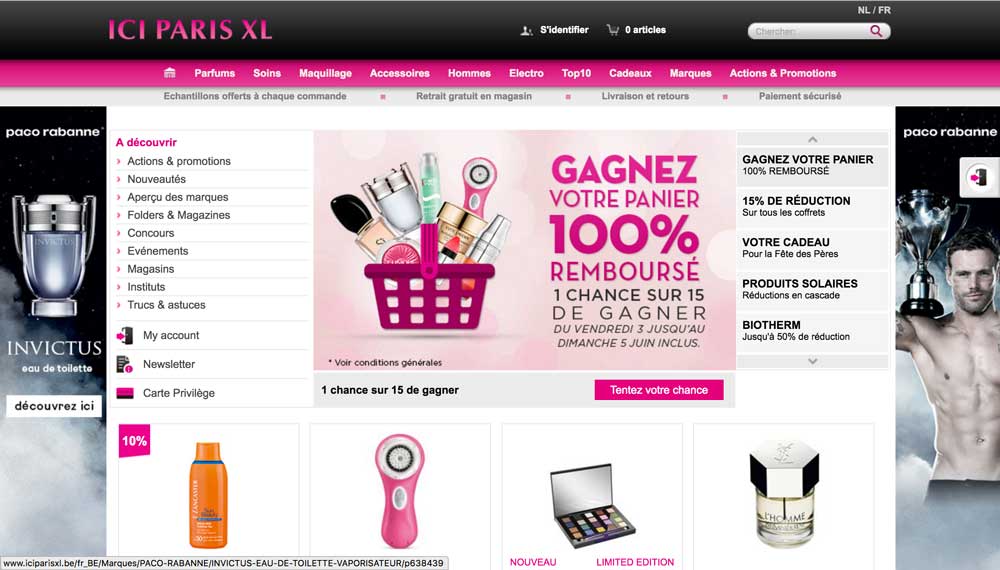 NL / FR
ICI PARIS XL
S'identifier
0 articles
Chercher:
Parfums Soins Maquillage Accessoires Hommes Electro Top10 Cadeaux Marques Actions & Promotions
Echantillons offerts à chaque commande Retrait gratuit en magasin Livraison et retours Paiement sécurisé
paco rabanne
INVICTUS
INVICTUS
eau de toilette
découvrez ici
A découvrir
Actions & promotions
Nouveautés
Aperçu des marques
Folders & Magazines
Concours
Evénements
Magasins
Instituts
Trucs & astuces
My account
Newsletter
Carte Privilège
GAGNEZ
VOTRE PANIER
100%
REMBOURSÉ
1 CHANCE SUR 15
DE GAGNER
DU VENDREDI 3 JUSQU'AU
DIMANCHE 5 JUIN INCLUS.
* Voir conditions générales
1 chance sur 15 de gagner
Tentez votre chance
GAGNEZ VOTRE PANIER
100% REMBOURSÉ
15% DE RÉDUCTION
Sur tous les coffrets
VOTRE CADEAU
Pour la Fête des Pères
PRODUITS SOLAIRES
Réductions en cascade
BIOTHERM
Jusqu'à 50% de réduction
paco rabanne
10%
LANCASTER
30
NOUVEAU
LIMITED EDITION
L'HOMME
www.iciparisxl.be/fr_BE/Marques/PACO-RABANNE/INVICTUS-EAU-DE-TOILETTE-VAPORISATEUR/p638439